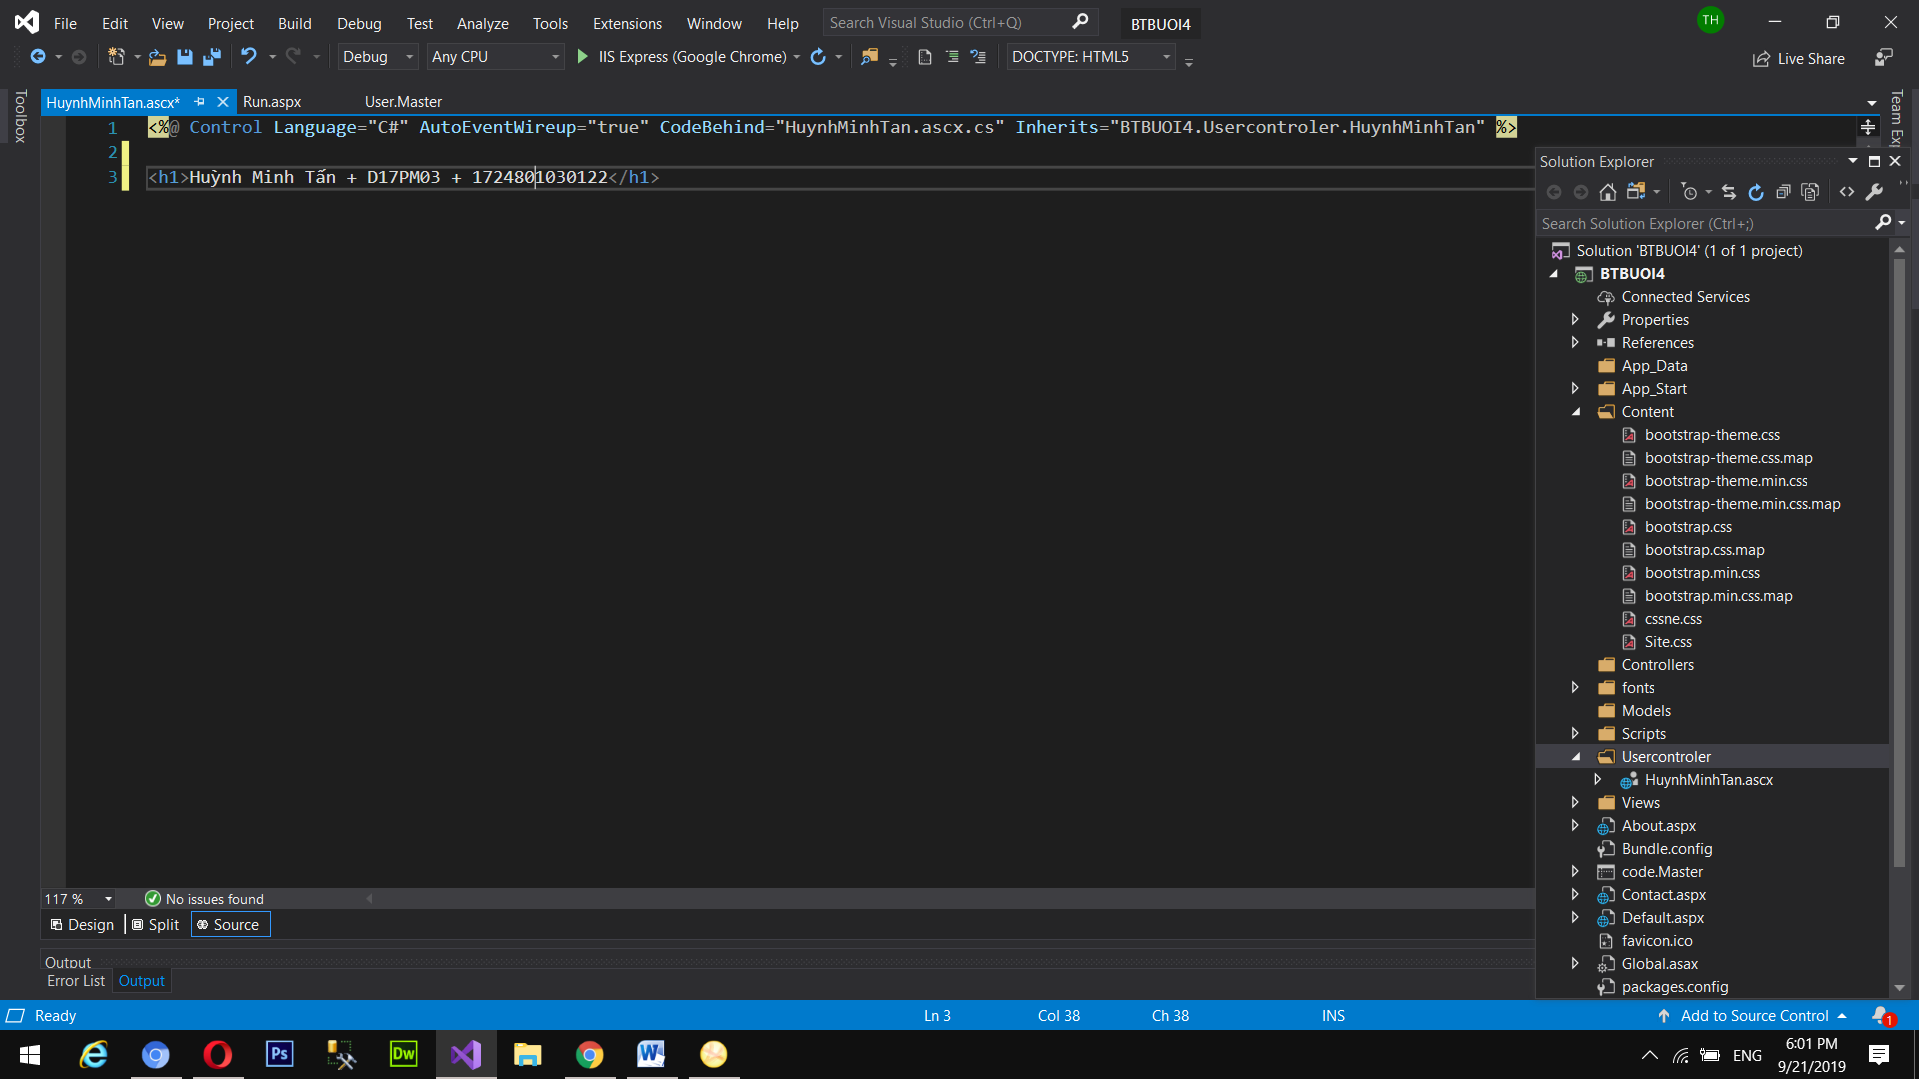 File Edit View Project Build Debug Test Analyze Tools Extensions Window Help Search Visual Studio (Ctrl+Q) BTBUOI4 TH
Debug Any CPU IIS Express (Google Chrome) DOCTYPE: HTML5 Live Share
Toolbox
HuynhMinhTan.ascx* Run.aspx User.Master
1 <%@ Control Language="C#" AutoEventWireup="true" CodeBehind="HuynhMinhTan.ascx.cs" Inherits="BTBUOI4.Usercontroler.HuynhMinhTan" %>
2
3 <h1>Huỳnh Minh Tấn + D17PM03 + 1724801030122</h1>
Team Ex
Solution Explorer
Search Solution Explorer (Ctrl+;)
Solution 'BTBUOI4' (1 of 1 project)
BTBUOI4
Connected Services
Properties
References
App_Data
App_Start
Content
bootstrap-theme.css
bootstrap-theme.css.map
bootstrap-theme.min.css
bootstrap-theme.min.css.map
bootstrap.css
bootstrap.css.map
bootstrap.min.css
bootstrap.min.css.map
cssne.css
Site.css
Controllers
fonts
Models
Scripts
Usercontroler
HuynhMinhTan.ascx
Views
About.aspx
Bundle.config
code.Master
Contact.aspx
Default.aspx
favicon.ico
Global.asax
packages.config
117 % No issues found
Design Split Source
Output
Error List Output
Ready Ln 3 Col 38 Ch 38 INS Add to Source Control 1
Ps Dw W ENG 6:01 PM
9/21/2019